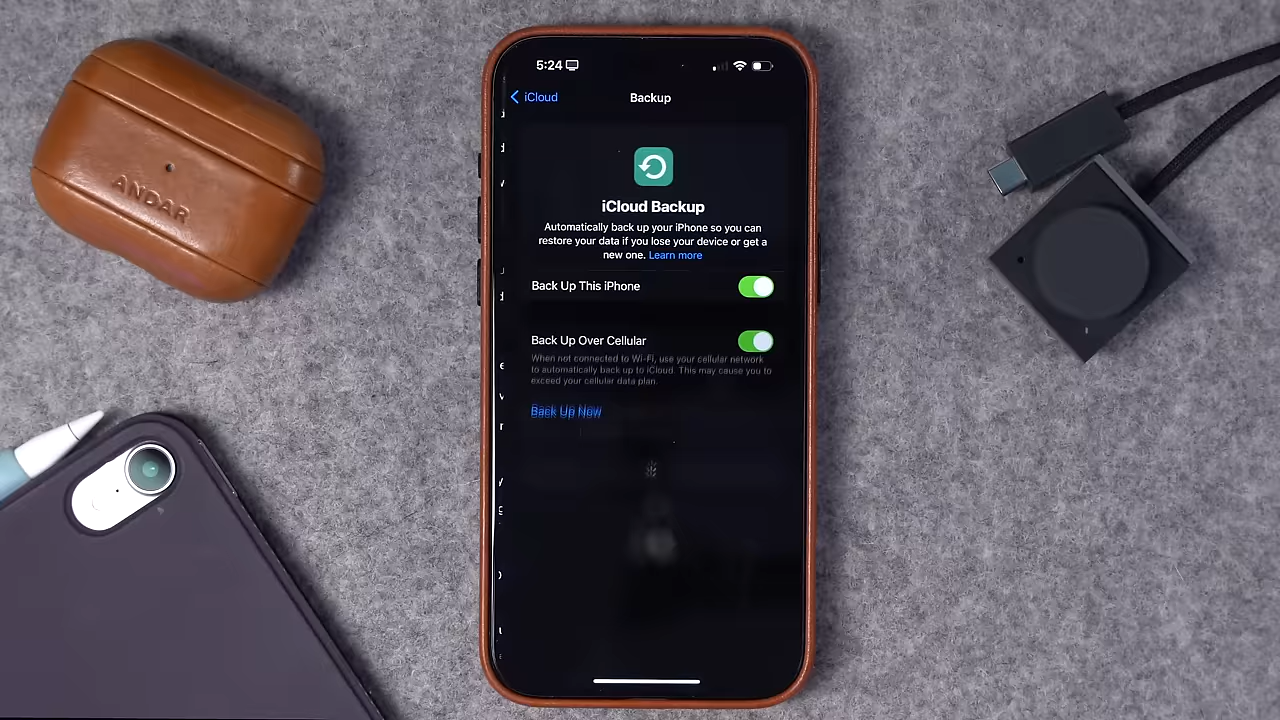 ANDAR
5:24
iCloud
Backup
iCloud Backup
Automatically back up your iPhone so you can
restore your data if you lose your device or get a
new one. Learn more
Back Up This iPhone
Back Up Over Cellular
When not connected to Wi-Fi, use your cellular network
to automatically back up to iCloud. This may cause you to
exceed your cellular data plan.
Back Up Now